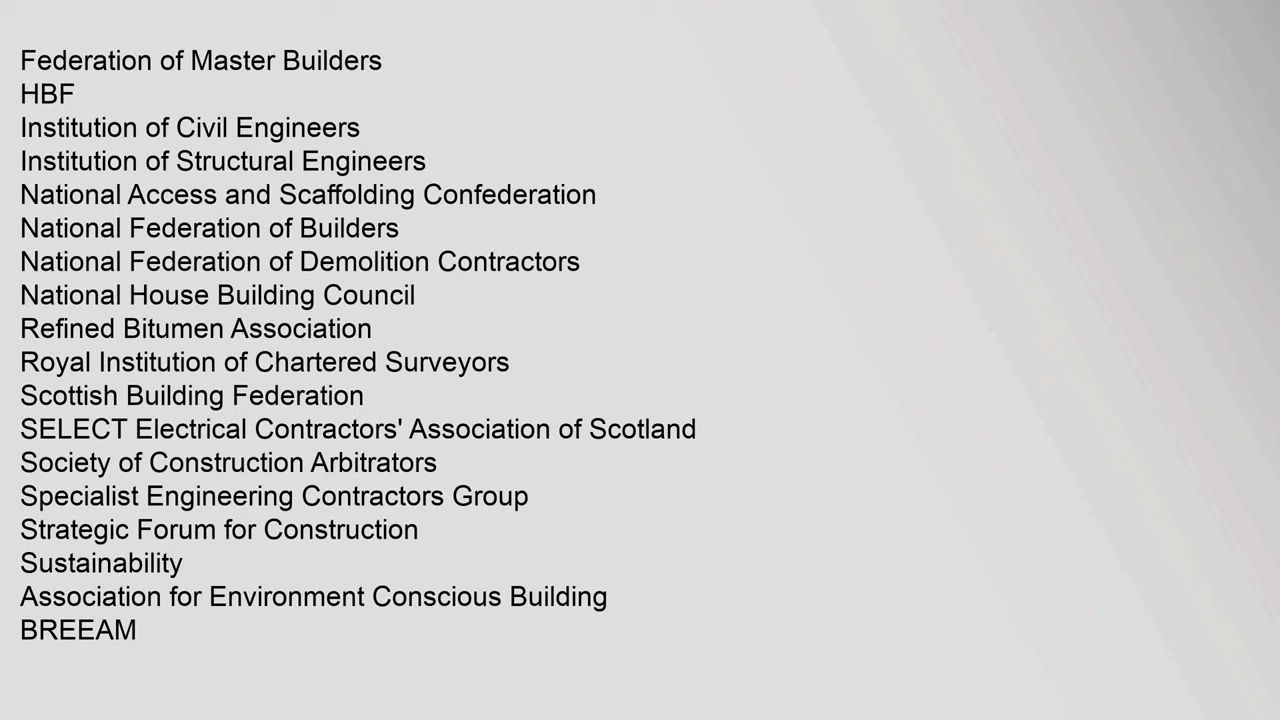 Federation of Master Builders
HBF
Institution of Civil Engineers
Institution of Structural Engineers
National Access and Scaffolding Confederation
National Federation of Builders
National Federation of Demolition Contractors
National House Building Council
Refined Bitumen Association
Royal Institution of Chartered Surveyors
Scottish Building Federation
SELECT Electrical Contractors' Association of Scotland
Society of Construction Arbitrators
Specialist Engineering Contractors Group
Strategic Forum for Construction
Sustainability
Association for Environment Conscious Building
BREEAM